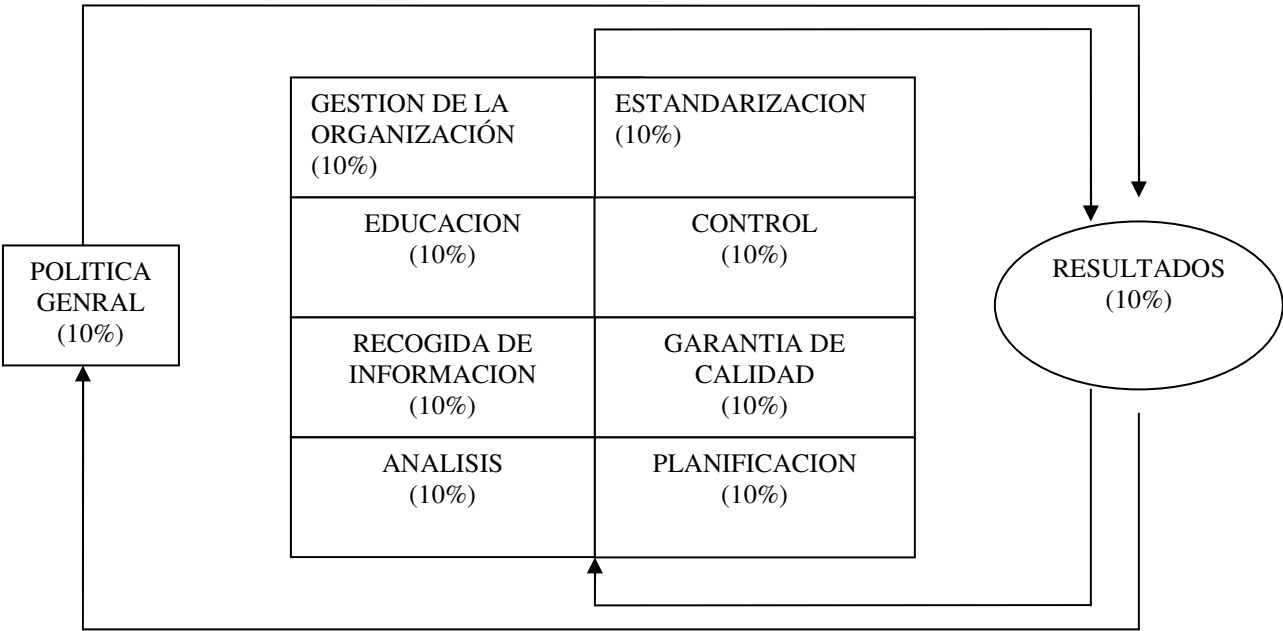 GESTION DE LA
ORGANIZACIÓN
(10%)
ESTANDARIZACION
(10%)
EDUCACION
(10%)
CONTROL
(10%)
POLITICA
GENRAL
(10%)
RESULTADOS
(10%)
RECOGIDA DE
INFORMACION
(10%)
GARANTIA DE
CALIDAD
(10%)
ANALISIS
(10%)
PLANIFICACION
(10%)